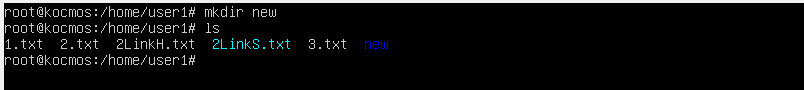 root@kocmos:/home/user1# mkdir new
root@kocmos:/home/user1# ls
1.txt  2.txt  2LinkH.txt  2LinkS.txt  3.txt  new
root@kocmos:/home/user1#